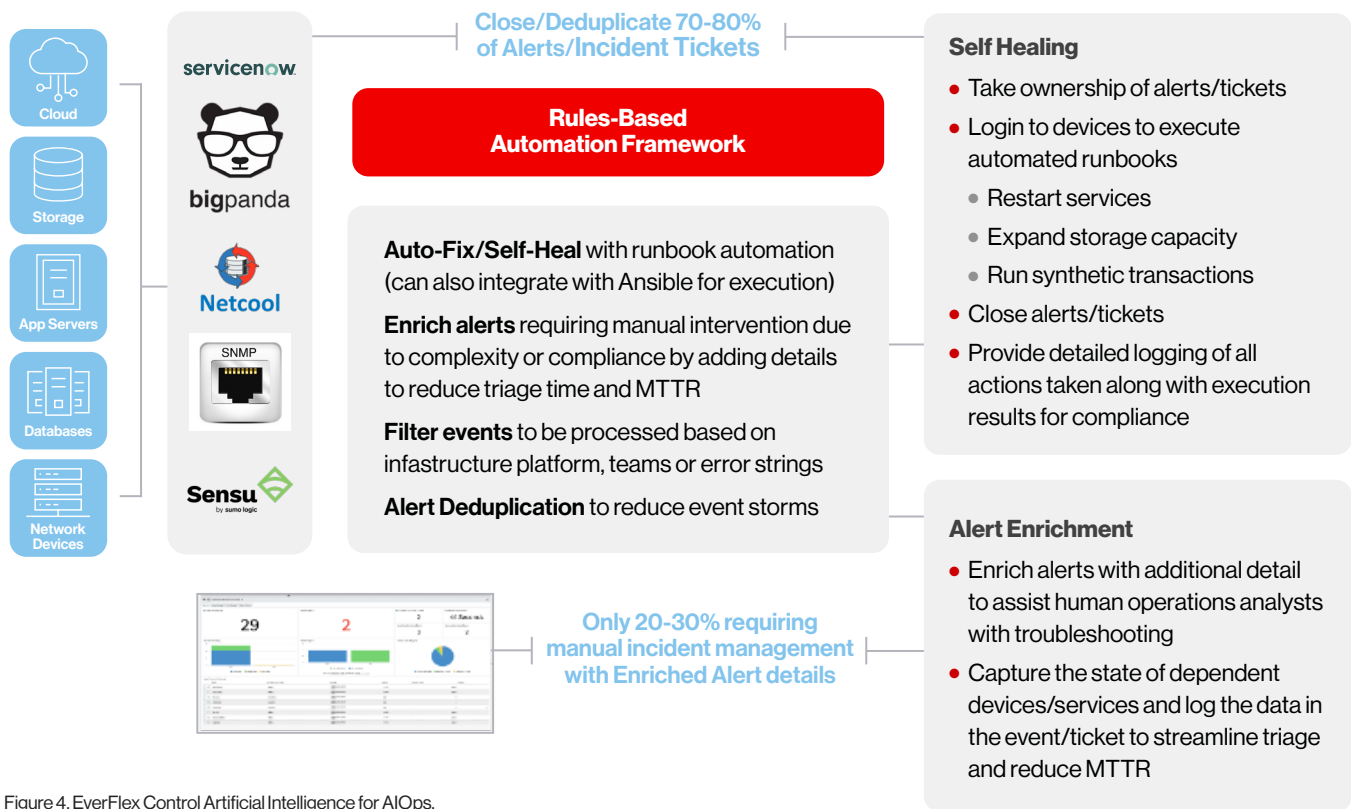 Cloud
Storage
App Servers
Databases
Network
Devices
servicenow
bigpanda
Netcool
SNMP
Sensu
by sumo logic
Close/Deduplicate 70-80%
of Alerts/Incident Tickets
Rules-Based
Automation Framework
Auto-Fix/Self-Heal with runbook automation
(can also integrate with Ansible for execution)
Enrich alerts requiring manual intervention due
to complexity or compliance by adding details
to reduce triage time and MTTR
Filter events to be processed based on
infastructure platform, teams or error strings
Alert Deduplication to reduce event storms
29
2
Only 20-30% requiring
manual incident management
with Enriched Alert details
Self Healing
• Take ownership of alerts/tickets
• Login to devices to execute
automated runbooks
• Restart services
• Expand storage capacity
• Run synthetic transactions
• Close alerts/tickets
• Provide detailed logging of all
actions taken along with execution
results for compliance
Alert Enrichment
• Enrich alerts with additional detail
to assist human operations analysts
with troubleshooting
• Capture the state of dependent
devices/services and log the data in
the event/ticket to streamline triage
and reduce MTTR
Figure 4. EverFlex Control Artificial Intelligence for AIOps.